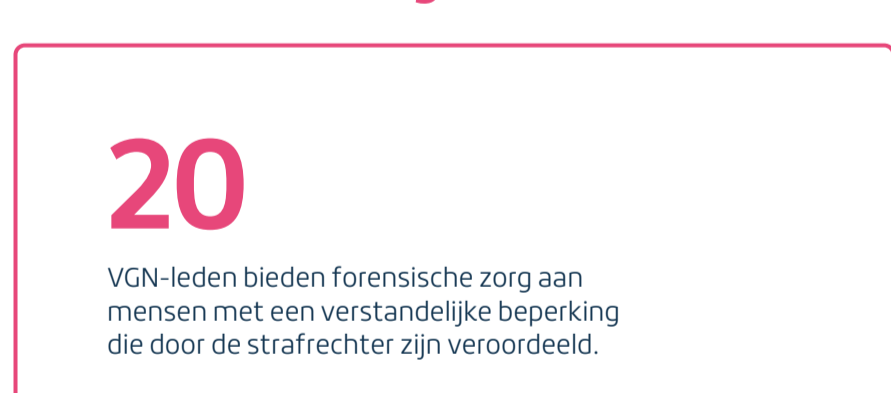 20
VGN-leden bieden forensische zorg aan
mensen met een verstandelijke beperking
die door de strafrechter zijn veroordeeld.